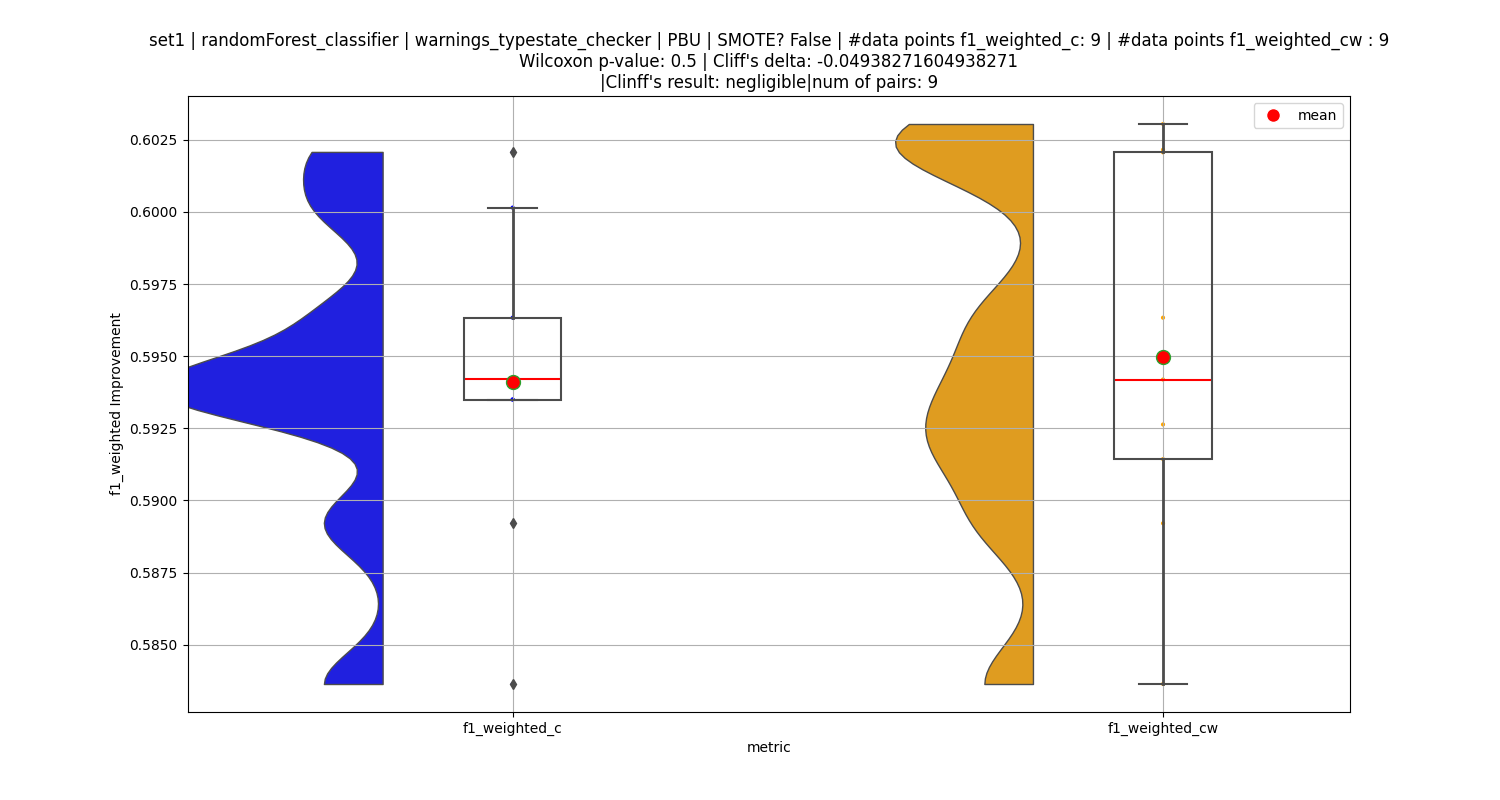 set1 | randomForest_classifier | warnings_typestate_checker | PBU | SMOTE? False | #data points f1_weighted_c: 9 | #data points f1_weighted_cw : 9
Wilcoxon p-value: 0.5 | Cliff's delta: -0.04938271604938271
|Clinff's result: negligible|num of pairs: 9
mean
0.6025
0.6000
0.5975
0.5950
0.5925
0.5900
0.5875
0.5850
f1_weighted Improvement
f1_weighted_c
f1_weighted_cw
metric